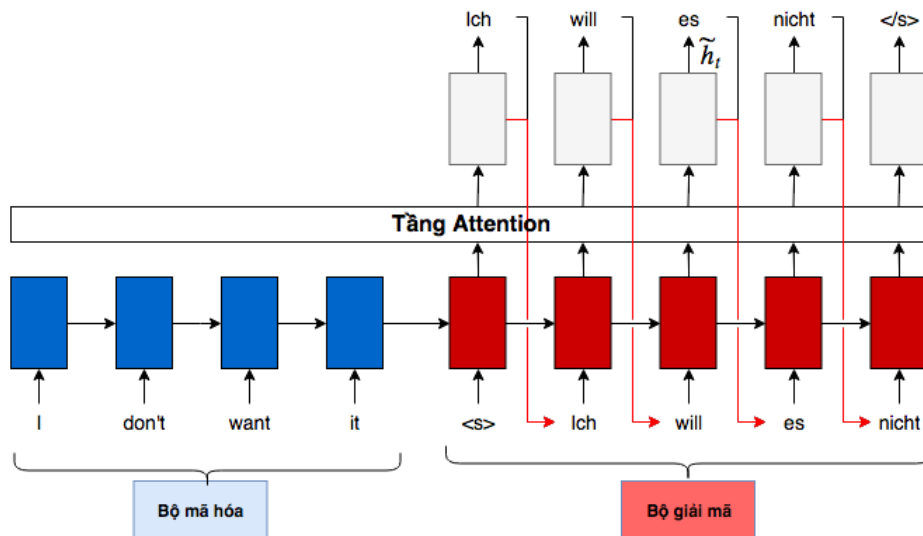 Ich will es nicht </s>
h̃t
Tầng Attention
I don't want it <s> Ich will es nicht
Bộ mã hóa
Bộ giải mã